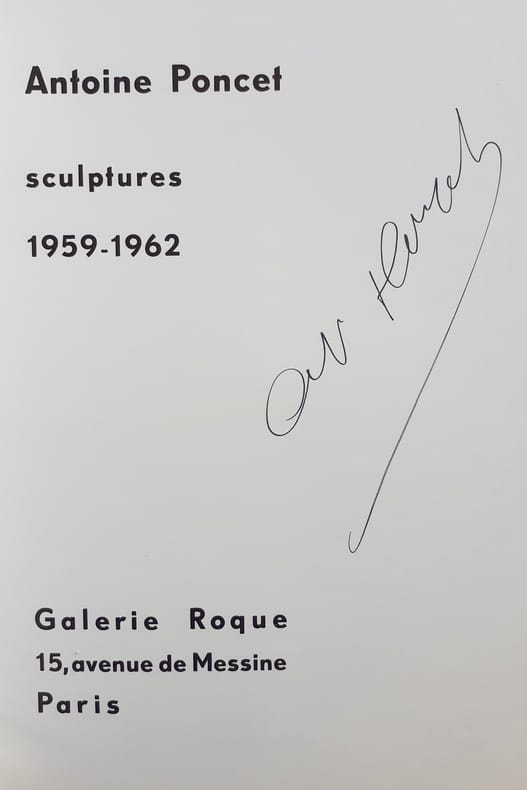 Antoine Poncet
sculptures
1959-1962
Galerie Roque
15, avenue de Messine
Paris